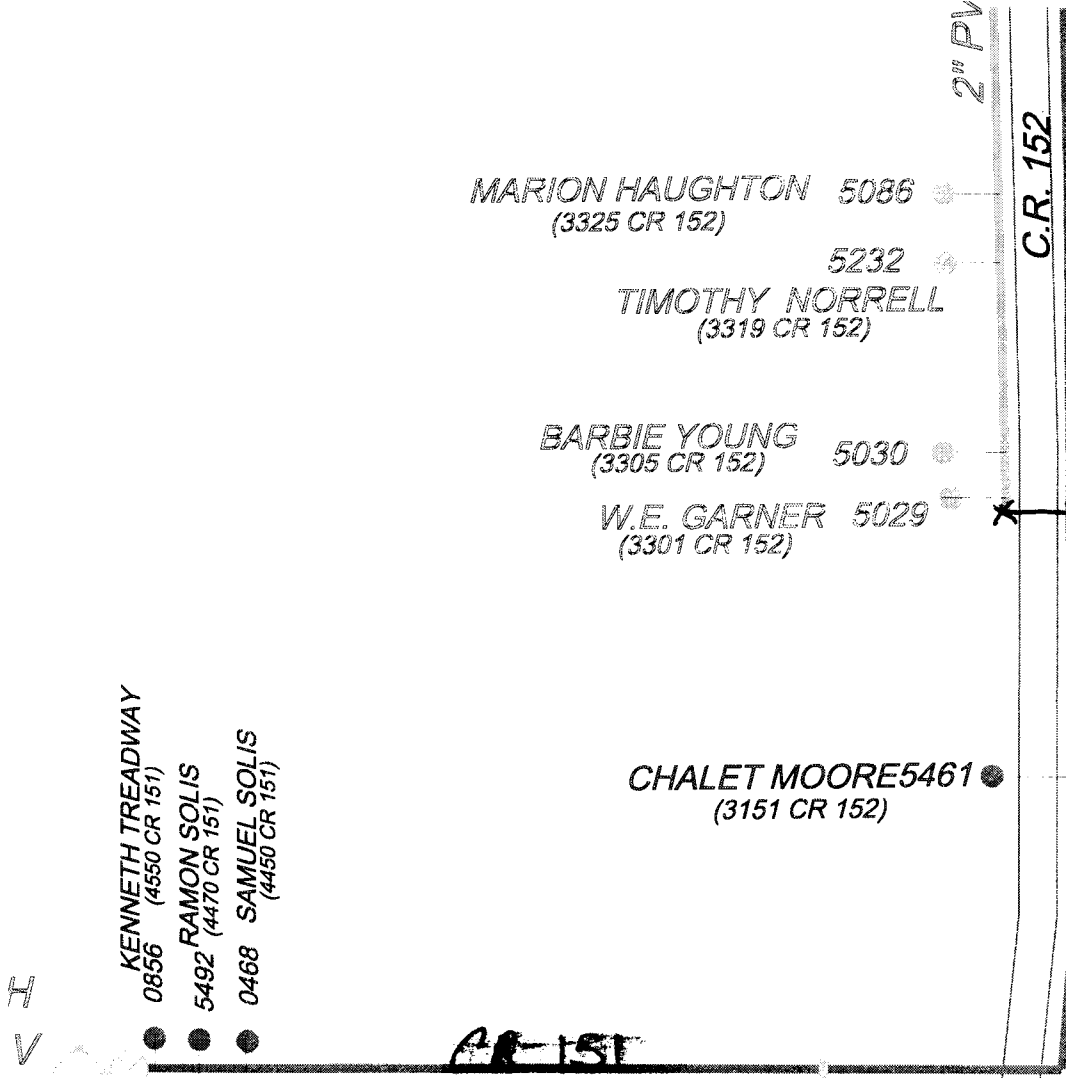 2" PV
C.R. 152
MARION HAUGHTON 5086
(3325 CR 152)
5232
TIMOTHY NORRELL
(3319 CR 152)
BARBIE YOUNG 5030
(3305 CR 152)
W.E. GARNER 5029
(3301 CR 152)
CHALET MOORE5461
(3151 CR 152)
KENNETH TREADWAY
0856 (4550 CR 151)
RAMON SOLIS
5492 (4470 CR 151)
0468 SAMUEL SOLIS
(4450 CR 151)
H
V
CR 151